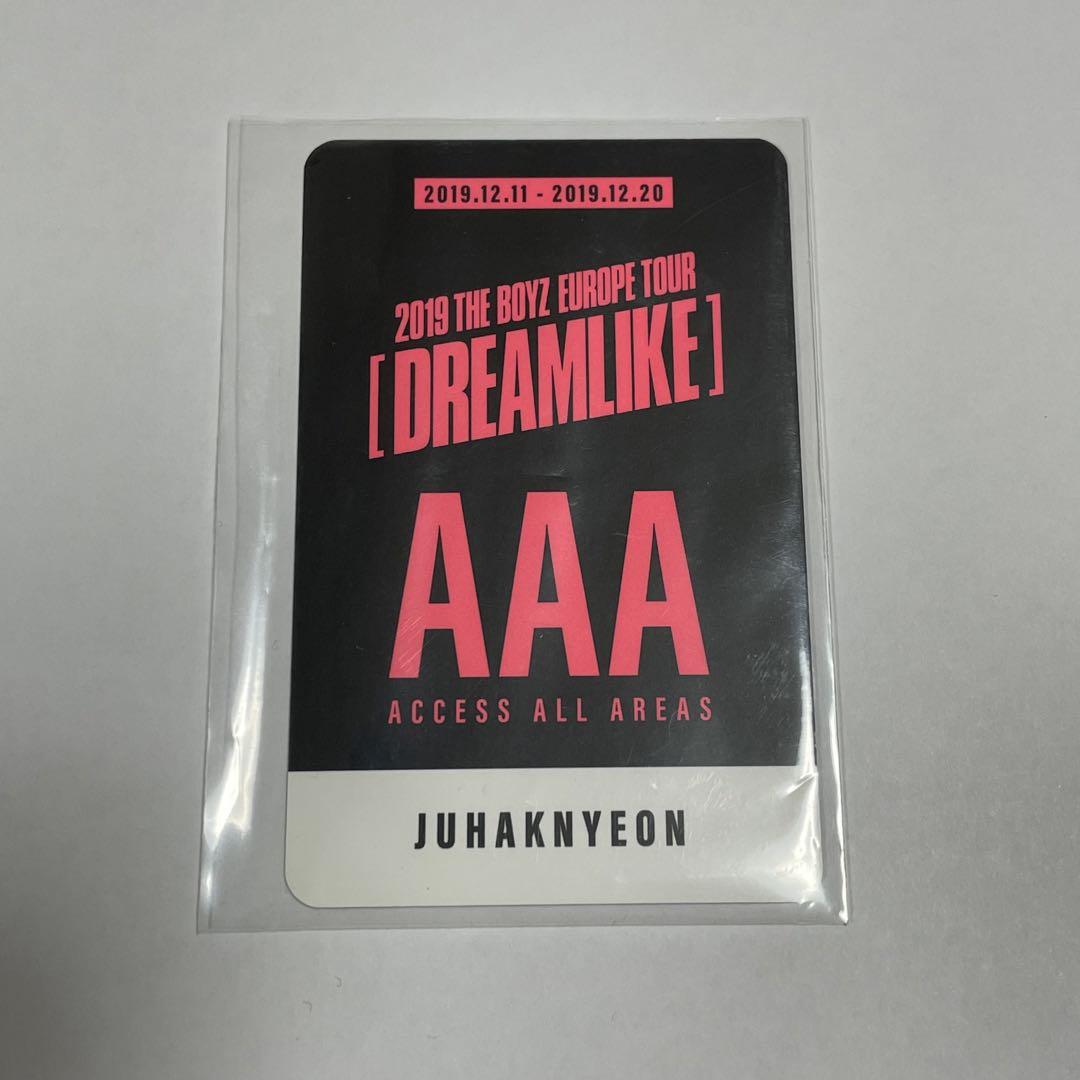 2019.12.11 - 2019.12.20
2019 THE BOYZ EUROPE TOUR
[DREAMLIKE]
AAA
ACCESS ALL AREAS
JUHAKNYEON